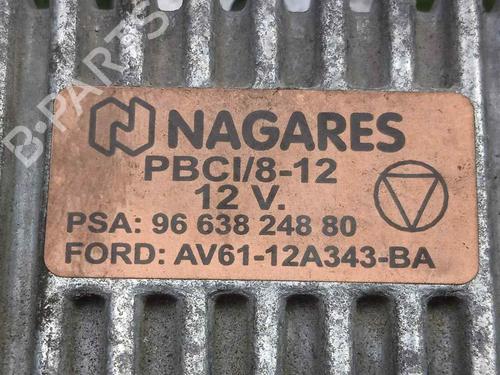 B-PARTS
NAGARES
PBCI/8-12
12 V.
PSA: 96 638 248 80
FORD: AV61-12A343-BA